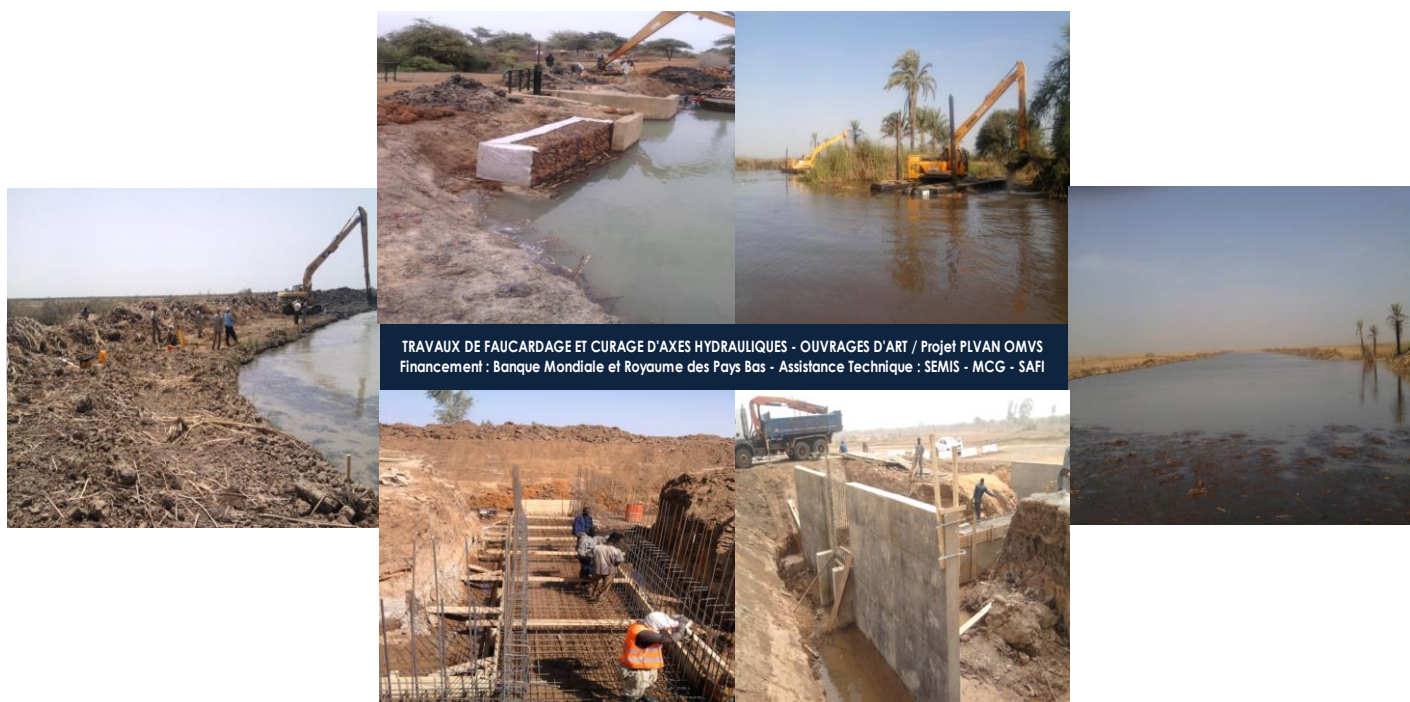 TRAVAUX DE FAUCARDAGE ET CURAGE D'AXES HYDRAULIQUES - OUVRAGES D'ART / Projet PLVAN OMVS
Financement : Banque Mondiale et Royaume des Pays Bas - Assistance Technique : SEMIS - MCG - SAFI